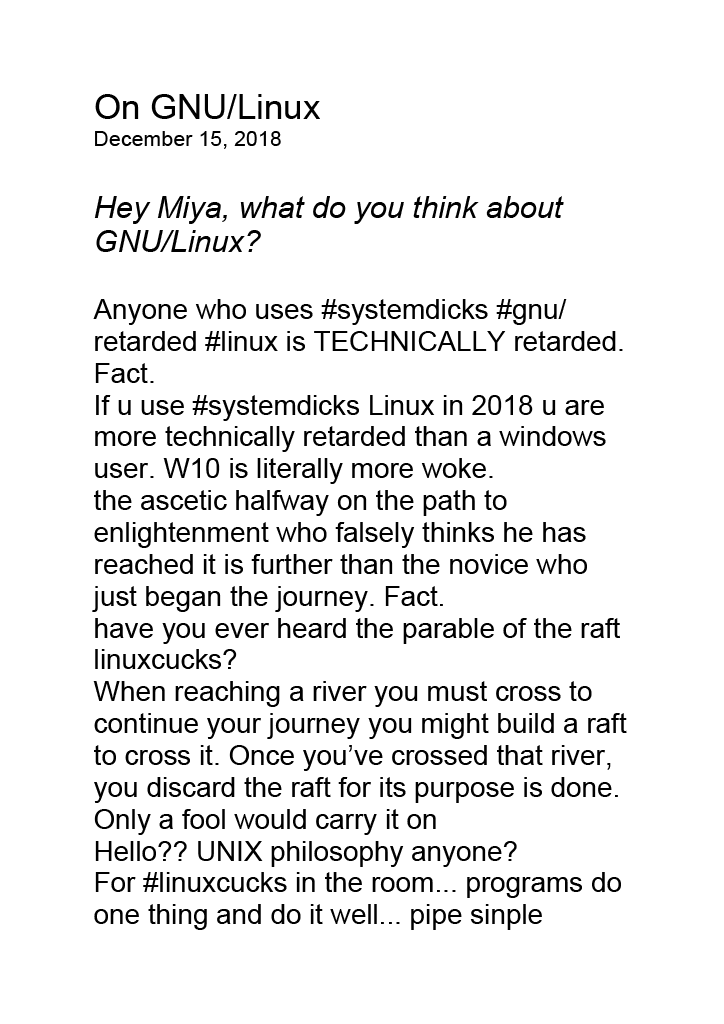 On GNU/Linux
December 15, 2018
Hey Miya, what do you think about
GNU/Linux?
Anyone who uses #systemdicks #gnu/
retarded #linux is TECHNICALLY retarded.
Fact.
If u use #systemdicks Linux in 2018 u are
more technically retarded than a windows
user. W10 is literally more woke.
the ascetic halfway on the path to
enlightenment who falsely thinks he has
reached it is further than the novice who
just began the journey. Fact.
have you ever heard the parable of the raft
linuxcucks?
When reaching a river you must cross to
continue your journey you might build a raft
to cross it. Once you’ve crossed that river,
you discard the raft for its purpose is done.
Only a fool would carry it on
Hello?? UNIX philosophy anyone?
For #linuxcucks in the room... programs do
one thing and do it well... pipe sinple